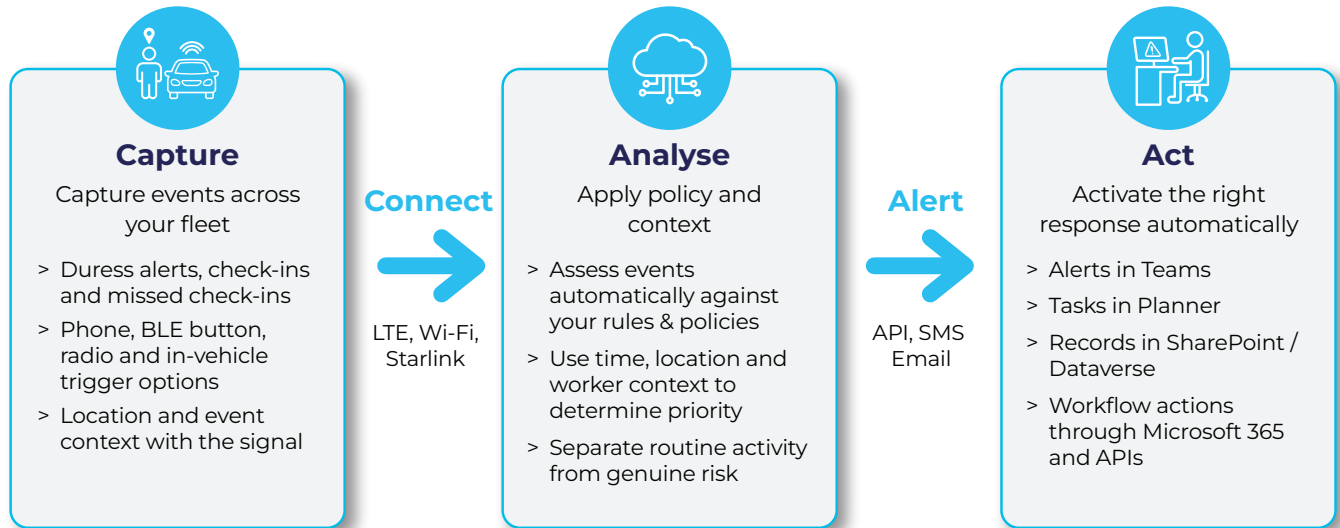 Capture
Capture events across
your fleet
> Duress alerts, check-ins
and missed check-ins
> Phone, BLE button,
radio and in-vehicle
trigger options
> Location and event
context with the signal
Connect
LTE, Wi-Fi,
Starlink
Analyse
Apply policy and
context
> Assess events
automatically against
your rules & policies
> Use time, location and
worker context to
determine priority
> Separate routine activity
from genuine risk
Alert
API, SMS
Email
Act
Activate the right
response automatically
> Alerts in Teams
> Tasks in Planner
> Records in SharePoint /
Dataverse
> Workflow actions
through Microsoft 365
and APIs